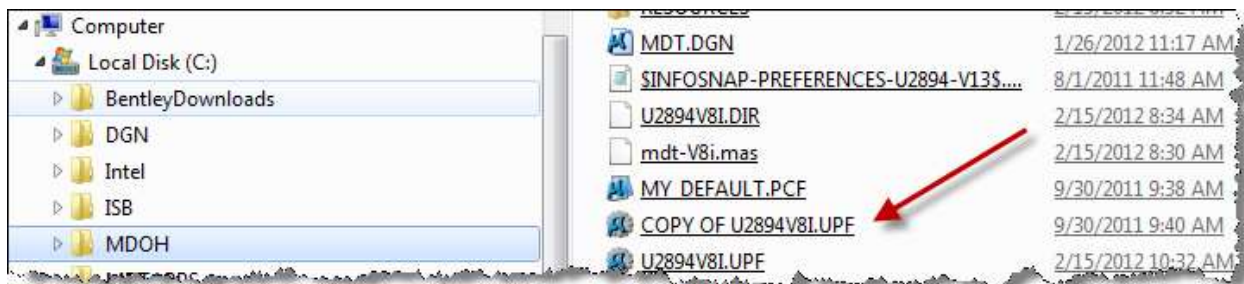 Computer
Local Disk (C:)
BentleyDownloads
DGN
Intel
ISB
MDOH
RESOURCES
MDT.DGN 1/26/2012 11:17 AM
$INFOSNAP-PREFERENCES-U2894-V13$.... 8/1/2011 11:48 AM
U2894V8I.DIR 2/15/2012 8:34 AM
mdt-V8i.mas 2/15/2012 8:30 AM
MY DEFAULT.PCF 9/30/2011 9:38 AM
COPY OF U2894V8I.UPF 9/30/2011 9:40 AM
U2894V8I.UPF 2/15/2012 10:32 AM